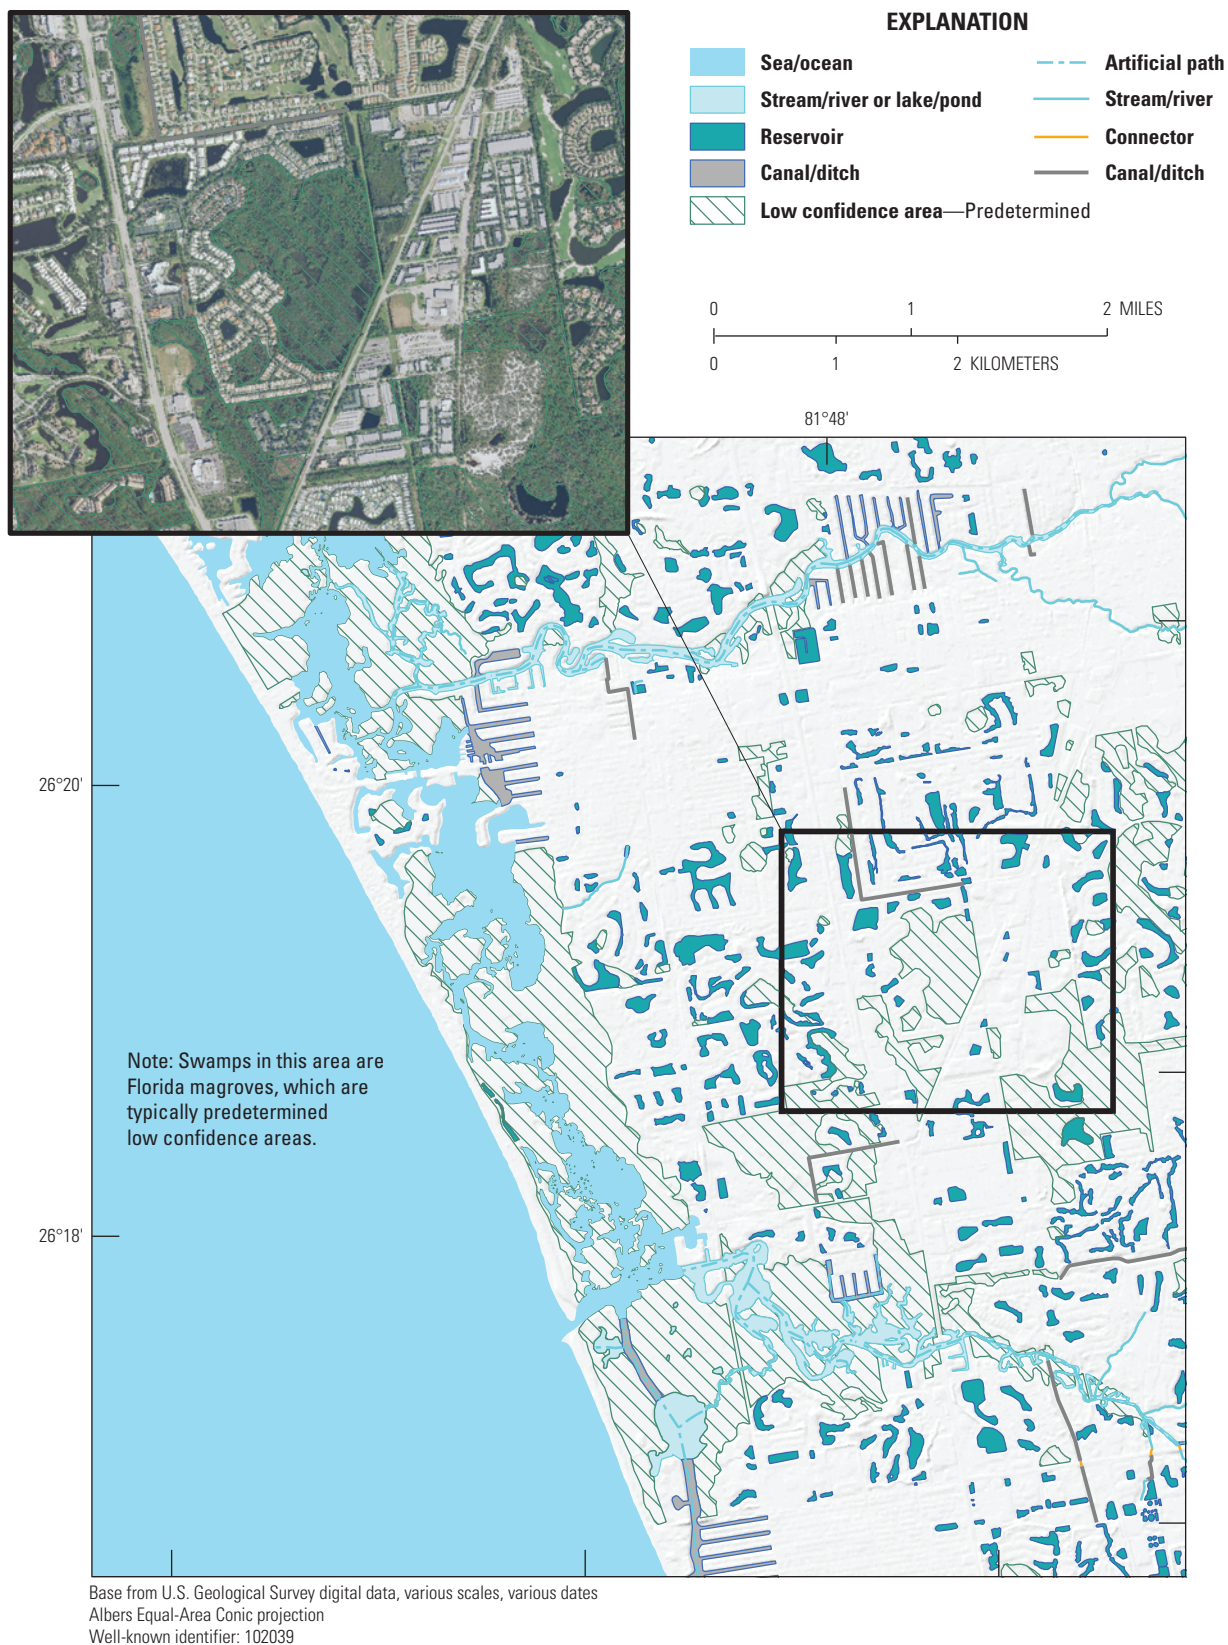 EXPLANATION
Sea/ocean
Stream/river or lake/pond
Reservoir
Canal/ditch
Low confidence area—Predetermined
Artificial path
Stream/river
Connector
Canal/ditch
0 1 2 MILES
0 1 2 KILOMETERS
81°48'
26°20'
Note: Swamps in this area are
Florida magroves, which are
typically predetermined
low confidence areas.
26°18'
Base from U.S. Geological Survey digital data, various scales, various dates
Albers Equal-Area Conic projection
Well-known identifier: 102039